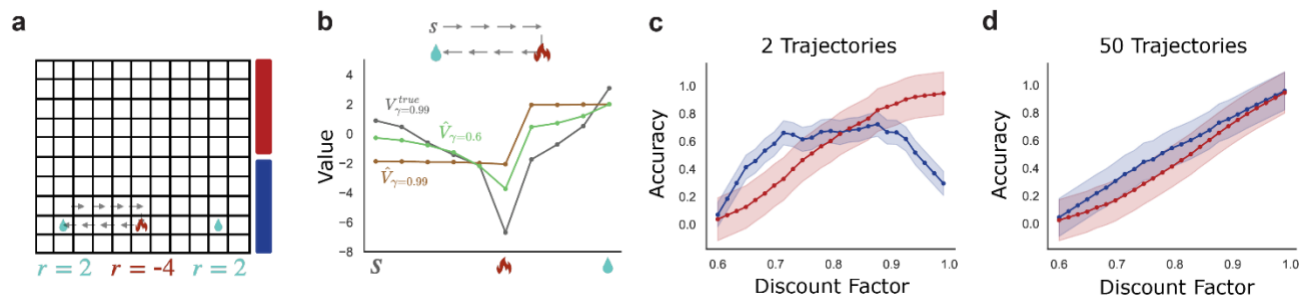 a
r = 2 r = -4 r = 2
b
S
Value
4
2
0
−2
−4
−6
−8
V^{true}_{γ=0.99}
V̂_{γ=0.6}
V̂_{γ=0.99}
S
c
2 Trajectories
Accuracy
1.0
0.8
0.6
0.4
0.2
0.0
0.6 0.7 0.8 0.9 1.0
Discount Factor
d
50 Trajectories
Accuracy
1.0
0.8
0.6
0.4
0.2
0.0
0.6 0.7 0.8 0.9 1.0
Discount Factor